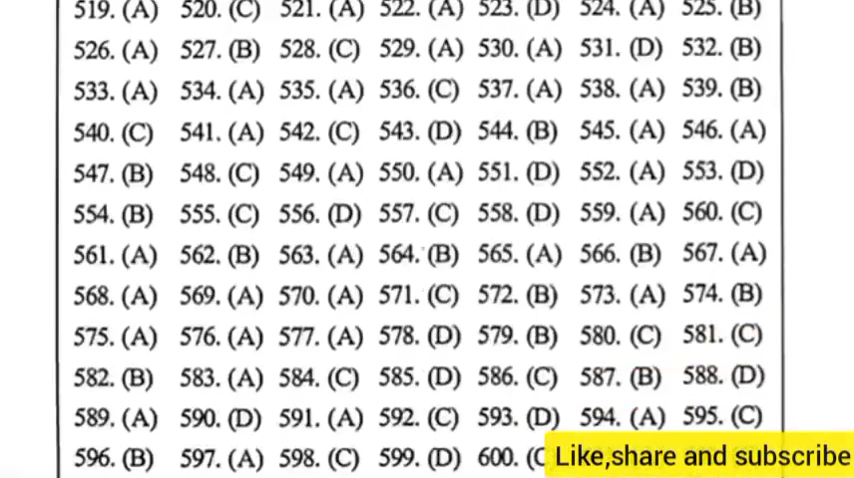 519. (A) 520. (C) 521. (A) 522. (A) 523. (D) 524. (A) 525. (B)
526. (A) 527. (B) 528. (C) 529. (A) 530. (A) 531. (D) 532. (B)
533. (A) 534. (A) 535. (A) 536. (C) 537. (A) 538. (A) 539. (B)
540. (C) 541. (A) 542. (C) 543. (D) 544. (B) 545. (A) 546. (A)
547. (B) 548. (C) 549. (A) 550. (A) 551. (D) 552. (A) 553. (D)
554. (B) 555. (C) 556. (D) 557. (C) 558. (D) 559. (A) 560. (C)
561. (A) 562. (B) 563. (A) 564. (B) 565. (A) 566. (B) 567. (A)
568. (A) 569. (A) 570. (A) 571. (C) 572. (B) 573. (A) 574. (B)
575. (A) 576. (A) 577. (A) 578. (D) 579. (B) 580. (C) 581. (C)
582. (B) 583. (A) 584. (C) 585. (D) 586. (C) 587. (B) 588. (D)
589. (A) 590. (D) 591. (A) 592. (C) 593. (D) 594. (A) 595. (C)
596. (B) 597. (A) 598. (C) 599. (D) 600.
Like,share and subscribe